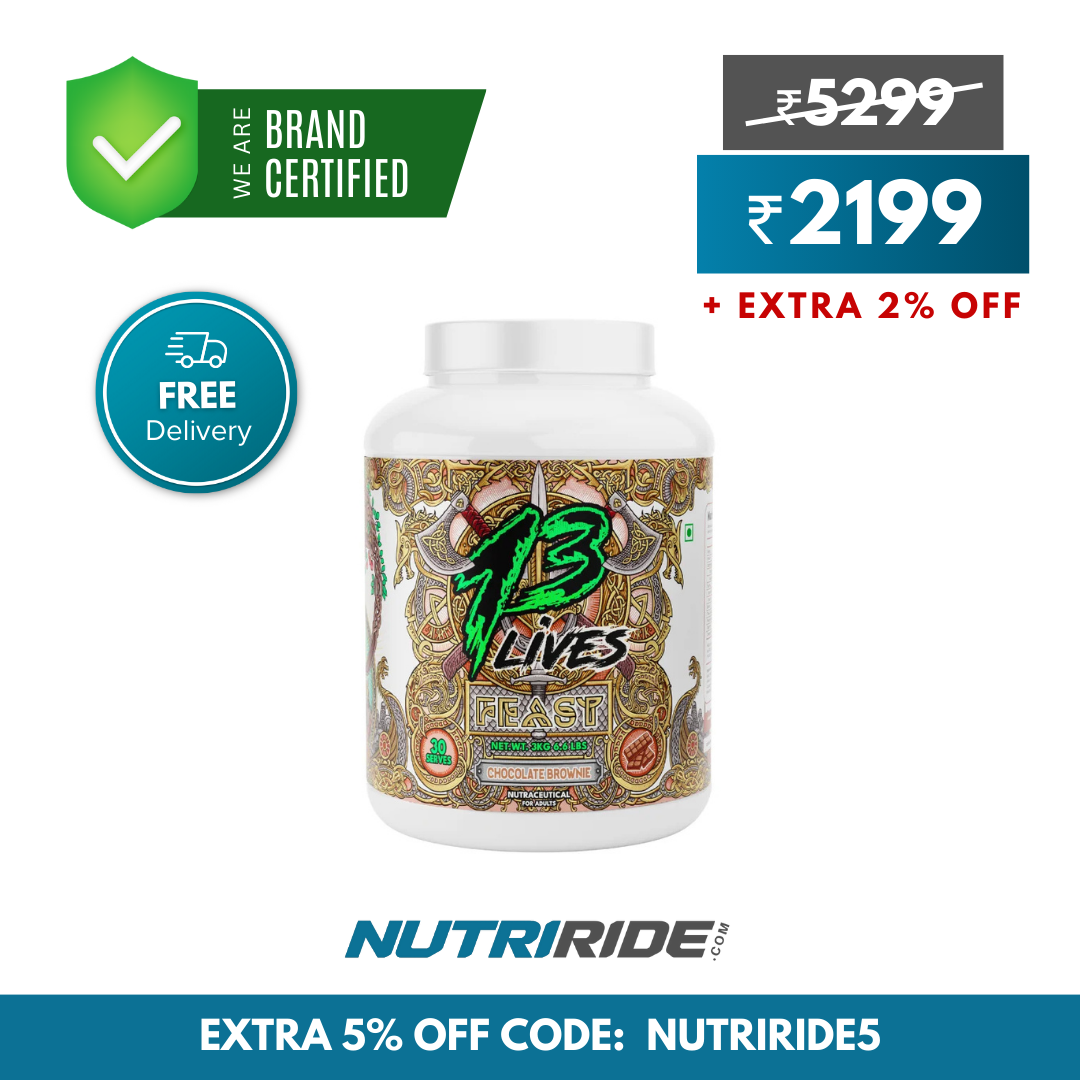 WE ARE
BRAND
CERTIFIED
₹5299
₹2199
+ EXTRA 2% OFF
FREE
Delivery
13
LIVES
FEAST
30
SERVES
NET.WT. 3KG 6.6 LBS
CHOCOLATE BROWNIE
NUTRACEUTICAL
FOR ADULTS
NUTRIRIDE.COM
EXTRA 5% OFF CODE: NUTRIRIDE5